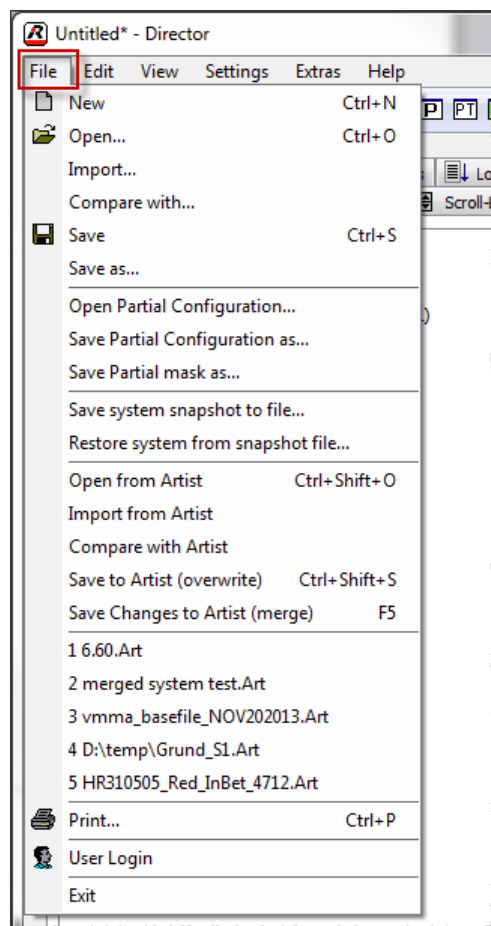 Untitled* - Director
File Edit View Settings Extras Help
New Ctrl+N
P PT
Open... Ctrl+O
Import...
Compare with...
Scroll-
Save Ctrl+S
Save as...
Open Partial Configuration...
Save Partial Configuration as...
Save Partial mask as...
Save system snapshot to file...
Restore system from snapshot file...
Open from Artist Ctrl+Shift+O
Import from Artist
Compare with Artist
Save to Artist (overwrite) Ctrl+Shift+S
Save Changes to Artist (merge) F5
1 6.60.Art
2 merged system test.Art
3 vmma_basefile_NOV202013.Art
4 D:\temp\Grund_S1.Art
5 HR310505_Red_InBet_4712.Art
Print... Ctrl+P
User Login
Exit